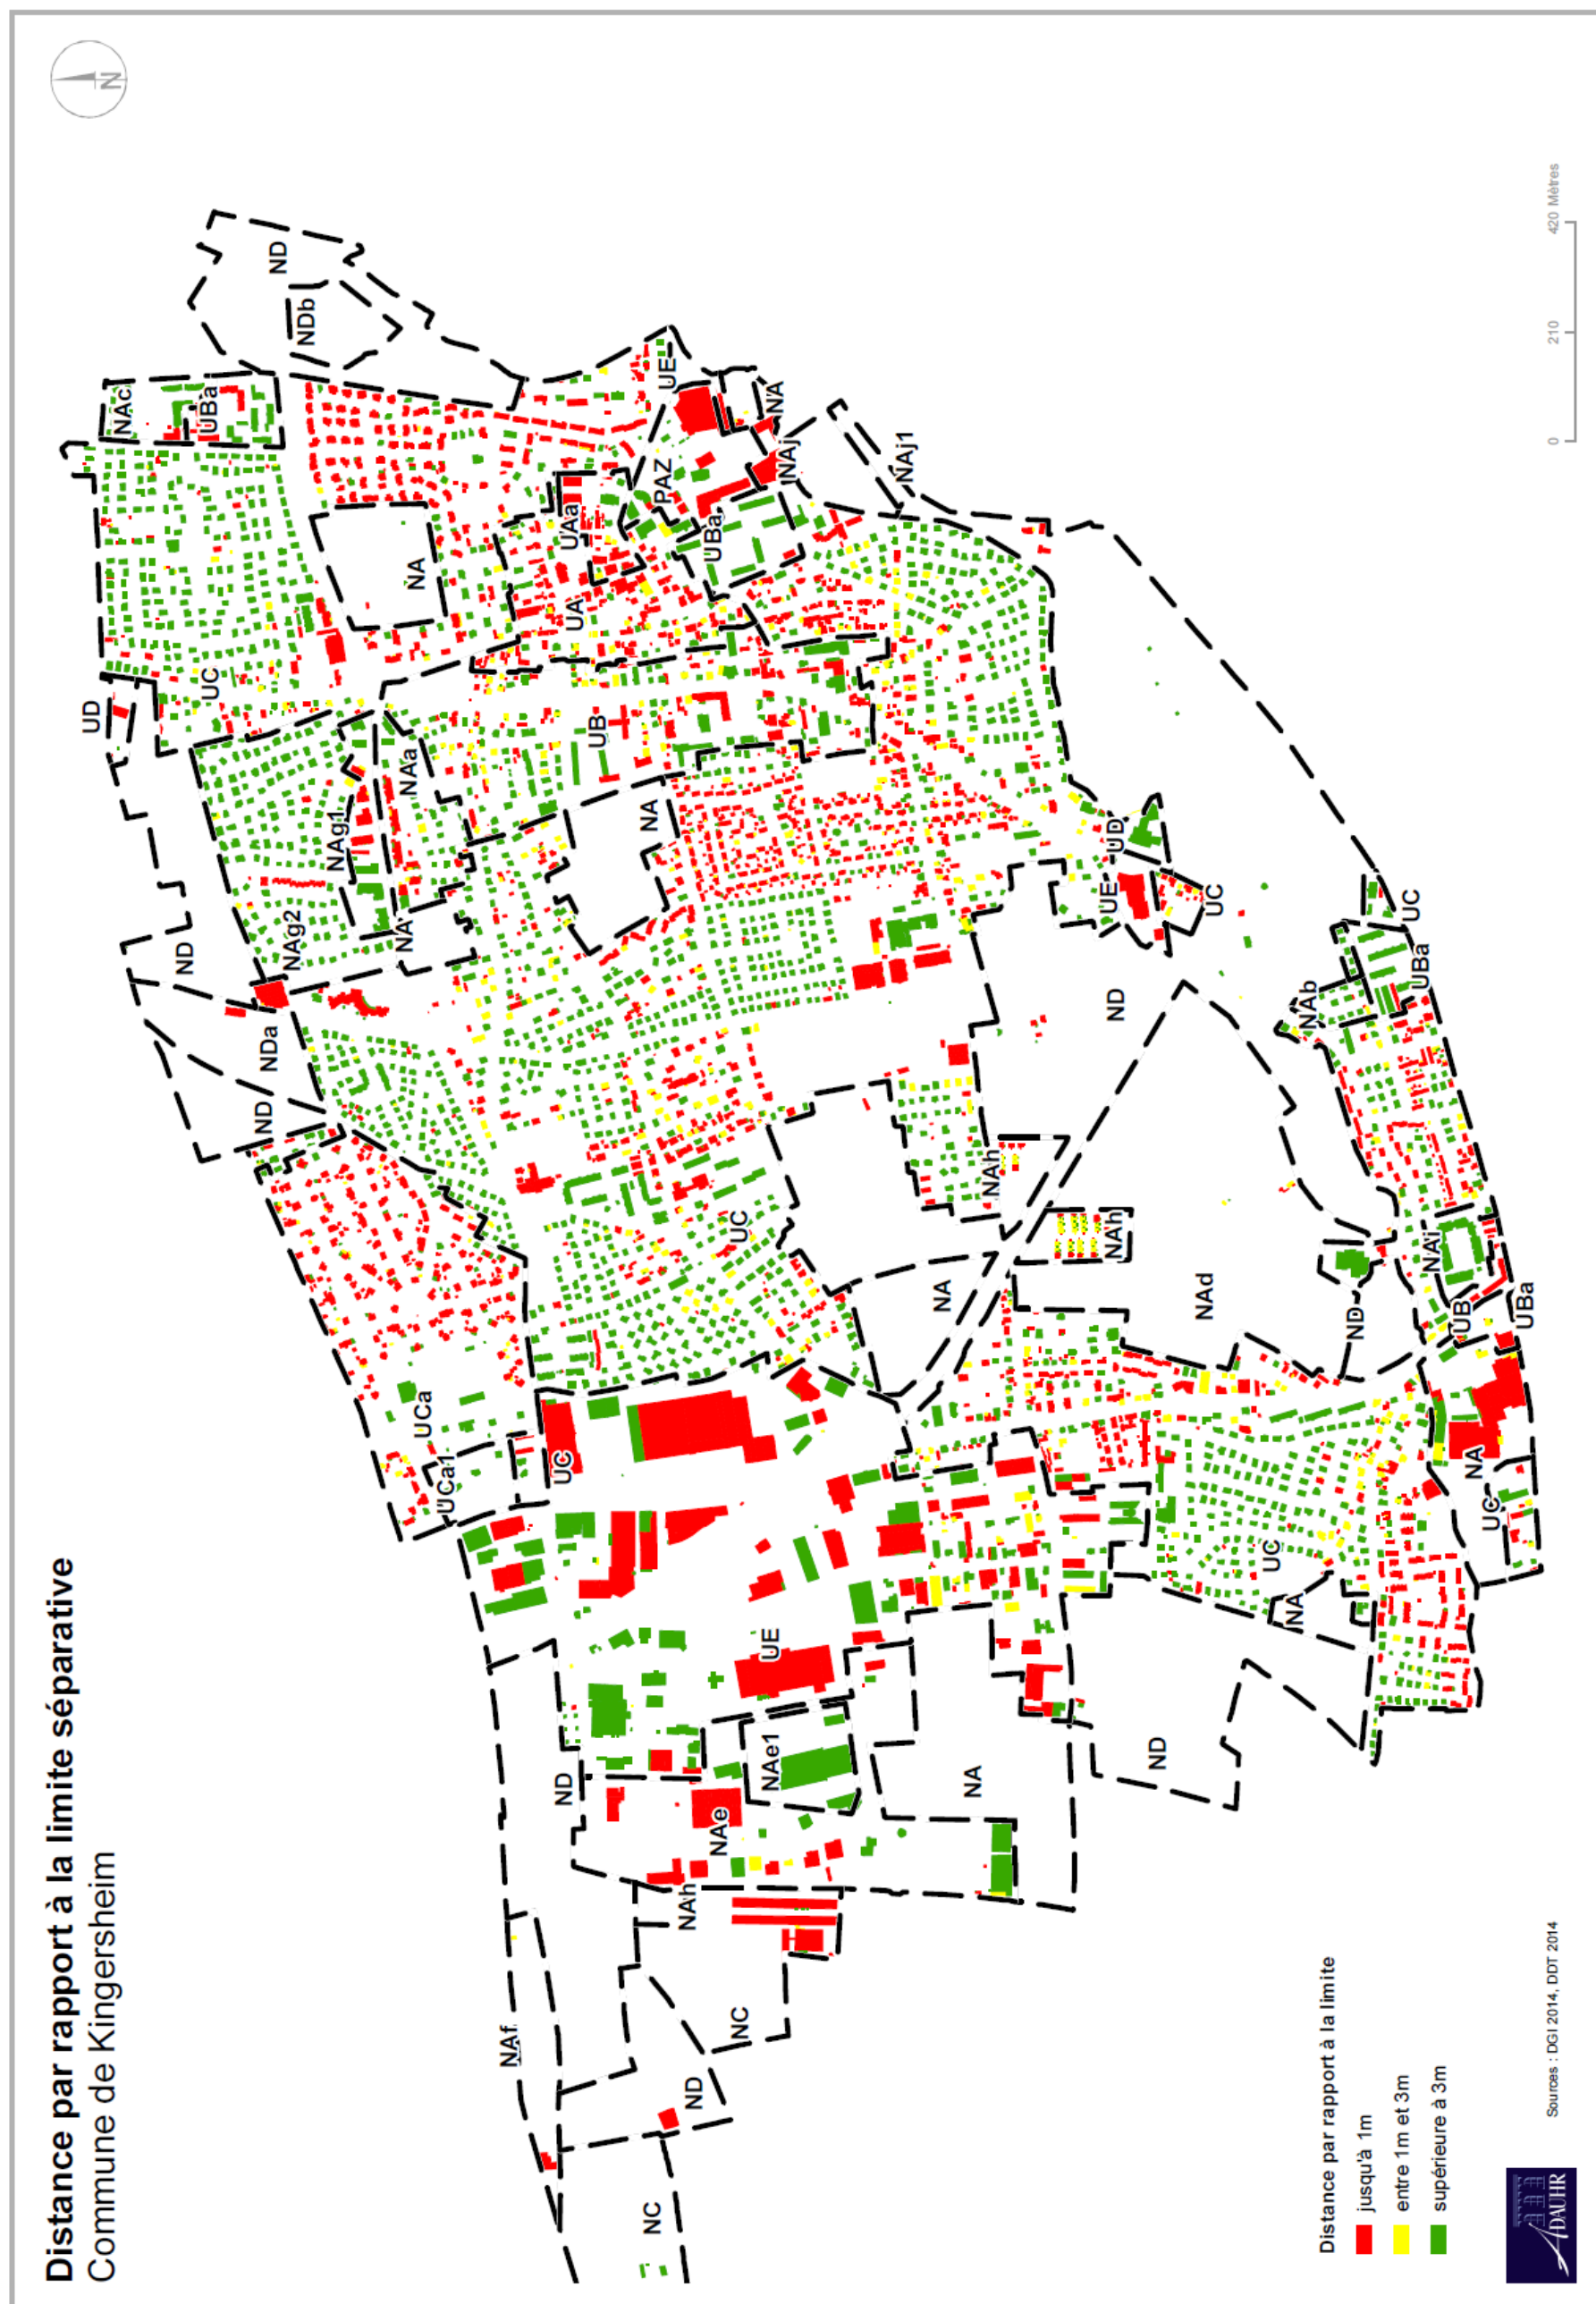 Distance par rapport à la limite séparative
Commune de Kingersheim
N
UD
NAc
ND
UC
UBa
ND
NDa
ND
NAg2
NDb
NAg1
NA
NAa
NA
UCa
UCa1
NAf
ND
UC
UA
UAa
UB
NC
NA
PAZ
UE
ND
NAh
NAe
UBa
NC
UC
NAe1
UE
NA
NAj
NAj1
NA
NA
NAh
NAh
ND
UE
UD
ND
NAd
UC
UC
NA
NAb
ND
UC
UBa
NAi
UB
NA
UC
UBa
Distance par rapport à la limite
jusqu'à 1m
entre 1m et 3m
supérieure à 3m
ADAUHR
Sources : DGI 2014, DDT 2014
0 210 420 Mètres